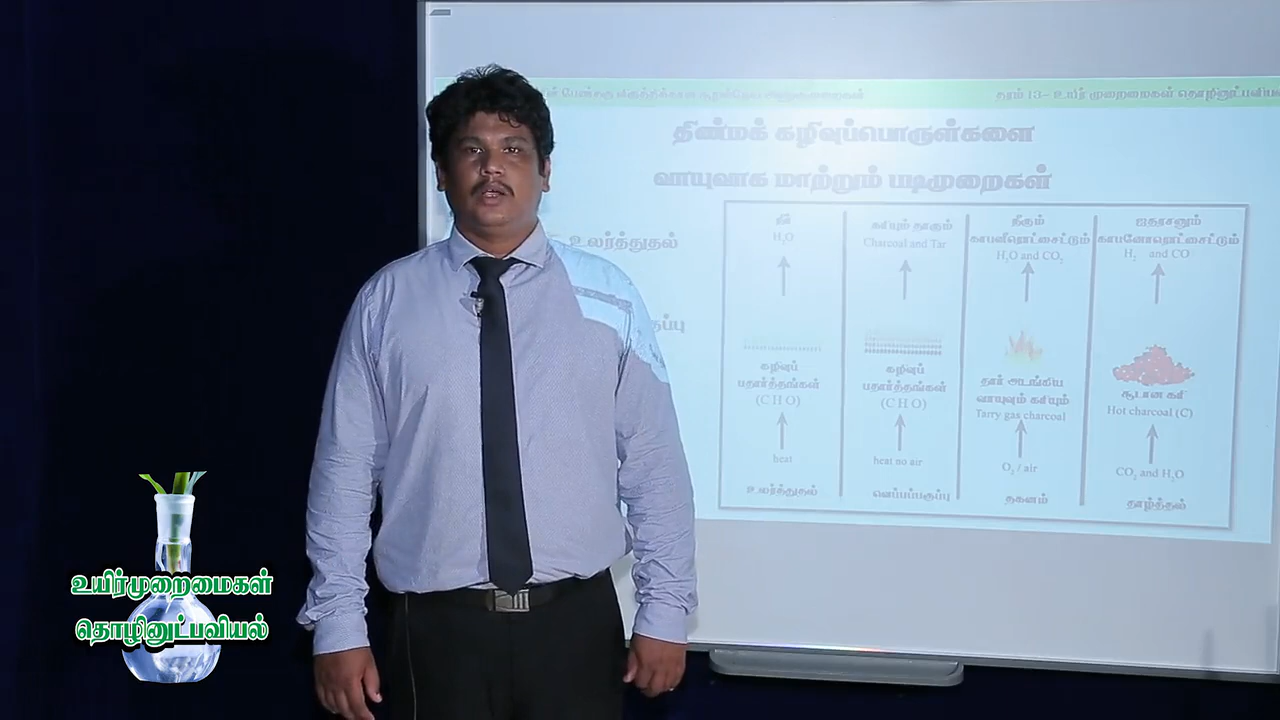 தரம் 13 – உயிர் முறைமைகள் தொழினுட்பவியல்
திண்மக் கழிவுப்பொருள்களை
வாயுவாக மாற்றும் படிமுறைகள்
உலர்த்துதல்
நீர்
H₂O
கழிவுப்
பதார்த்தங்கள்
(C H O)
heat
உலர்த்துதல்
கரியும் தாரும்
Charcoal and Tar
கழிவுப்
பதார்த்தங்கள்
(C H O)
heat no air
வெப்பப்பகுப்பு
நீரும்
காபனீரொட்சைட்டும்
H₂O and CO₂
தார் அடங்கிய
வாயுவும் கரியும்
Tarry gas charcoal
O₂ / air
தகனம்
ஐதரசனும்
காபனோரொட்சைட்டும்
H₂ and CO
சூடான கரி
Hot charcoal (C)
CO₂ and H₂O
தாழ்த்தல்
உயிர்முறைமைகள்
தொழினுட்பவியல்